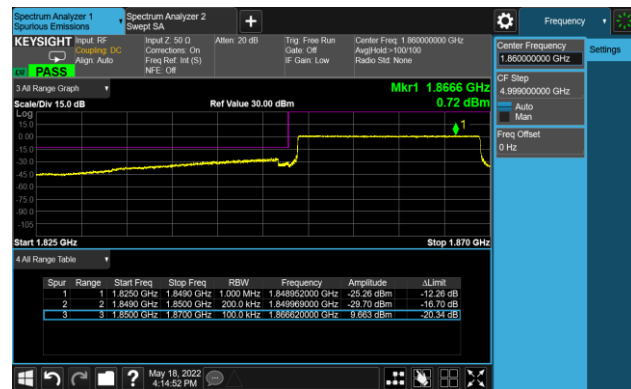 Spectrum Analyzer 1
Spurious Emissions
Spectrum Analyzer 2
Swept SA
+
Frequency
KEYSIGHT
Input: RF
Coupling: DC
Align: Auto
Input Z: 50 Ω
Corrections: On
Freq Ref: Int (S)
NFE: Off
Atten: 20 dB
Trig: Free Run
Gate: Off
IF Gain: Low
Center Freq: 1.860000000 GHz
Avg|Hold:>100/100
Radio Std: None
PASS
Center Frequency
1.860000000 GHz
Settings
CF Step
4.999000000 GHz
Auto
Man
Freq Offset
0 Hz
3 All Range Graph
Mkr1 1.8666 GHz
Scale/Div 15.0 dB
Ref Value 30.00 dBm
0.72 dBm
Log
15.0
0.00
-15.0
-30.0
-45.0
-60.0
-75.0
-90.0
-105
1
Start 1.825 GHz
Stop 1.870 GHz
4 All Range Table
Spur Range Start Freq Stop Freq RBW Frequency Amplitude ΔLimit
1 1 1.8250 GHz 1.8490 GHz 1.000 MHz 1.848952000 GHz -25.26 dBm -12.26 dB
2 2 1.8490 GHz 1.8500 GHz 200.0 kHz 1.849969000 GHz -29.70 dBm -16.70 dB
3 3 1.8500 GHz 1.8700 GHz 100.0 kHz 1.866620000 GHz 9.663 dBm -20.34 dB
?
May 18, 2022
4:14:52 PM